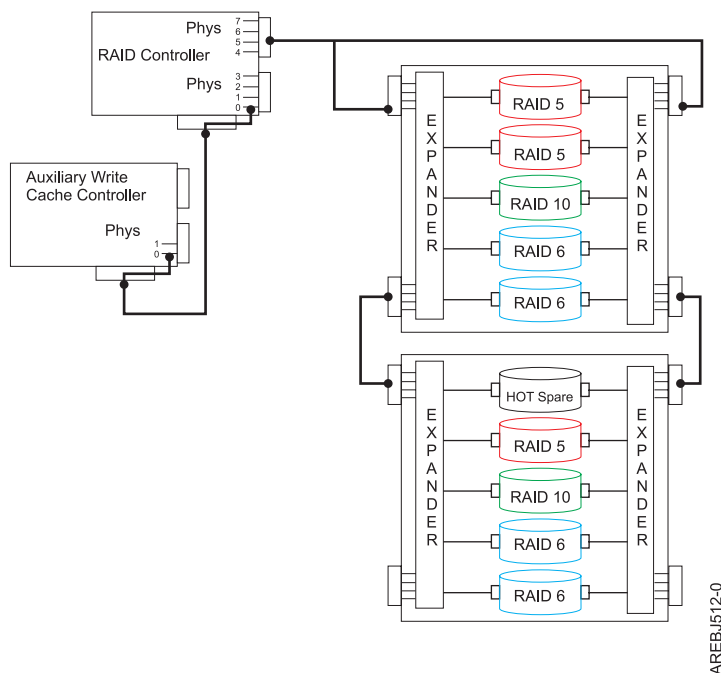 Phys
7
6
5
4
RAID Controller
Phys
3
2
1
0
Auxiliary Write
Cache Controller
Phys
1
0
EXPANDER
RAID 5
RAID 5
RAID 10
RAID 6
RAID 6
EXPANDER
EXPANDER
HOT Spare
RAID 5
RAID 10
RAID 6
RAID 6
EXPANDER
AREBJ512-0